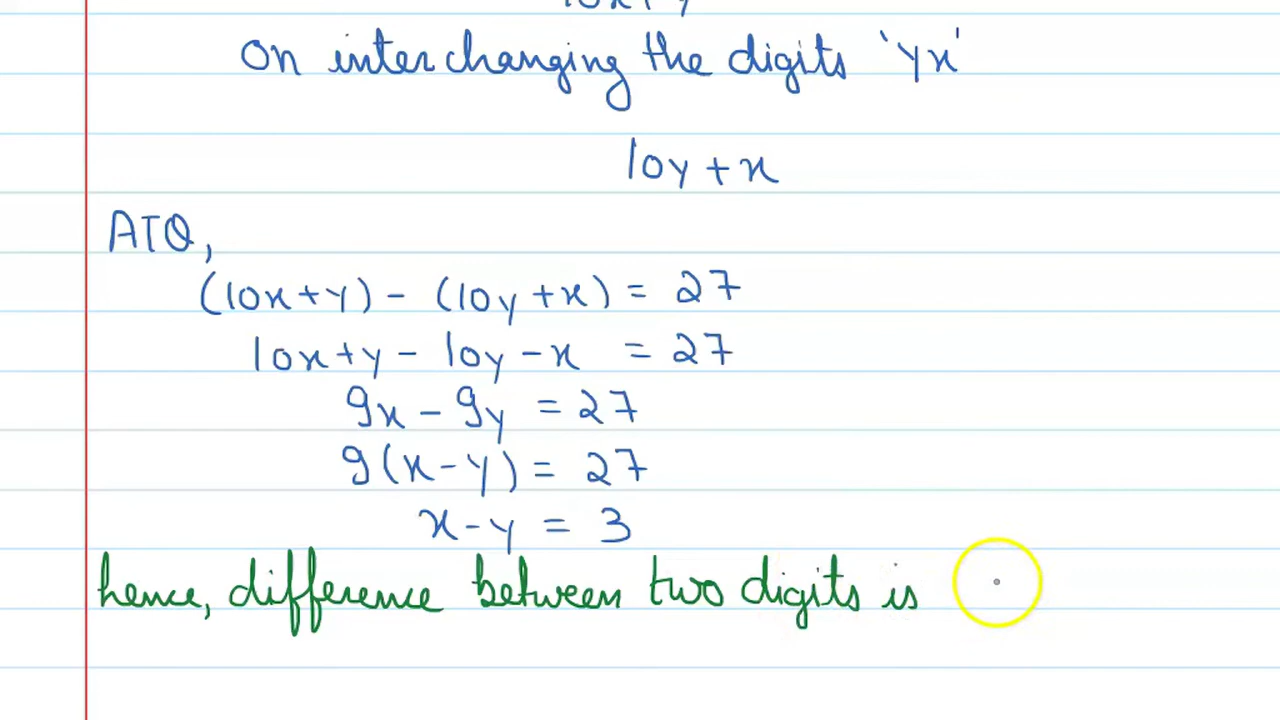 On interchanging the digits 'yx'
10y + x
ATQ,
(10x+y) - (10y+x) = 27
10x+y - 10y - x = 27
9x - 9y = 27
9(x-y) = 27
x-y = 3
hence, difference between two digits is